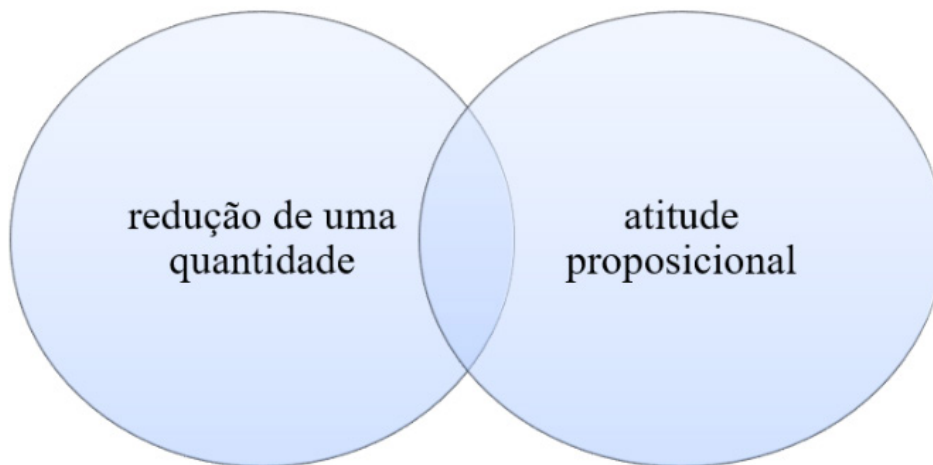 redução de uma
quantidade
atitude
proposicional